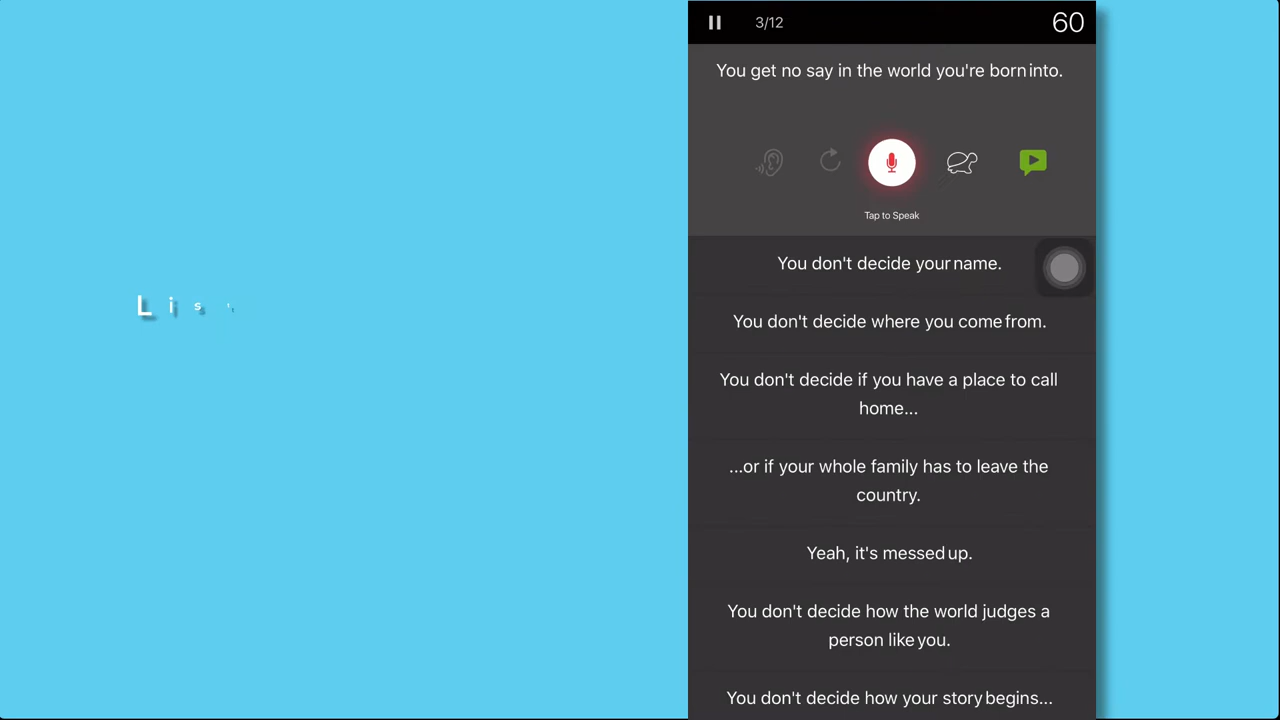 3/12
60
You get no say in the world you're born into.
Tap to Speak
You don't decide your name.
You don't decide where you come from.
You don't decide if you have a place to call
home...
...or if your whole family has to leave the
country.
Yeah, it's messed up.
You don't decide how the world judges a
person like you.
You don't decide how your story begins...
Lis